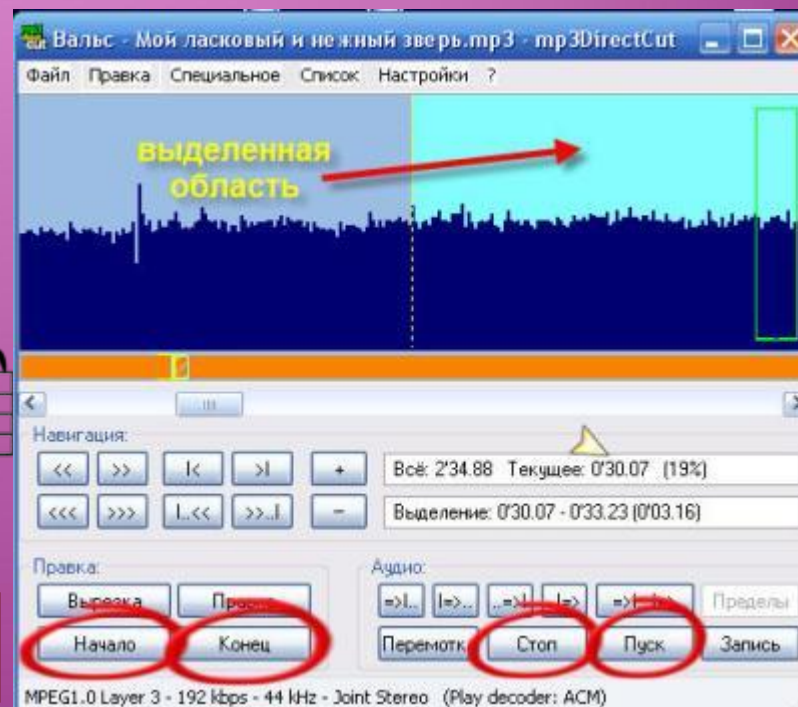 Вальс - Мой ласковый и нежный зверь.mp3 - mp3DirectCut
Файл Правка Специальное Список Настройки ?
выделенная
область
Навигация:
<< >> |< >| +
Всё: 2'34.88 Текущее: 0'30.07 (19%)
<<< >>> |..<< >>..| -
Выделение: 0'30.07 - 0'33.23 (0'03.16)
Правка: Аудио:
Вырезка =>|.. |=>.. ..=>| Пределы
Начало Конец Перемотк Стоп Пуск Запись
MPEG1.0 Layer 3 - 192 kbps - 44 kHz - Joint Stereo (Play decoder: ACM)